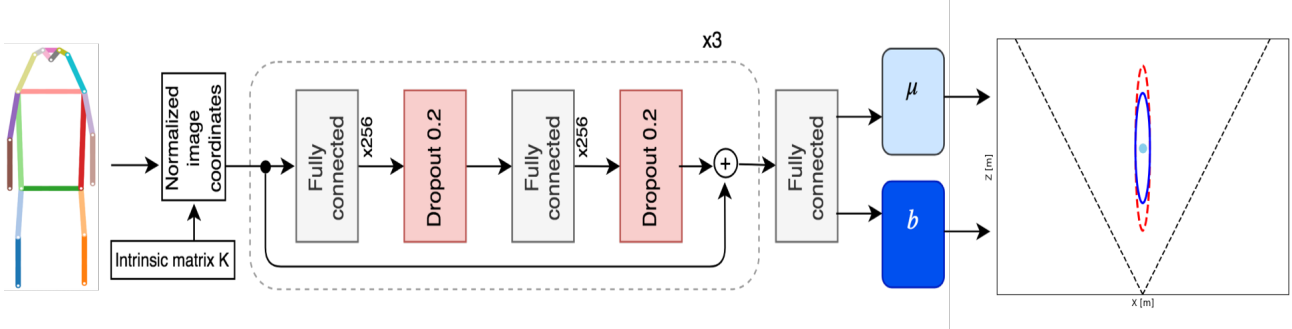 x3
Normalized
image
coordinates
Intrinsic matrix K
Fully
connected
x256
Dropout 0.2
Fully
connected
x256
Dropout 0.2
+
Fully
connected
μ
b
Z [m]
X [m]